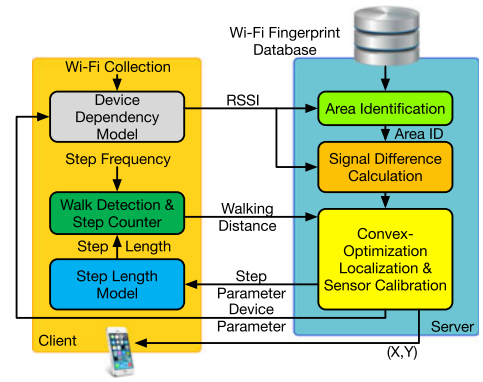 Wi-Fi Fingerprint
Database
Wi-Fi Collection
Device
Dependency
Model
RSSI
Area Identification
Area ID
Step Frequency
Signal Difference
Calculation
Walk Detection &
Step Counter
Walking
Distance
Convex-
Optimization
Localization &
Sensor Calibration
Step Length
Step Length
Model
Step
Parameter
Device
Parameter
Client
Server
(X,Y)